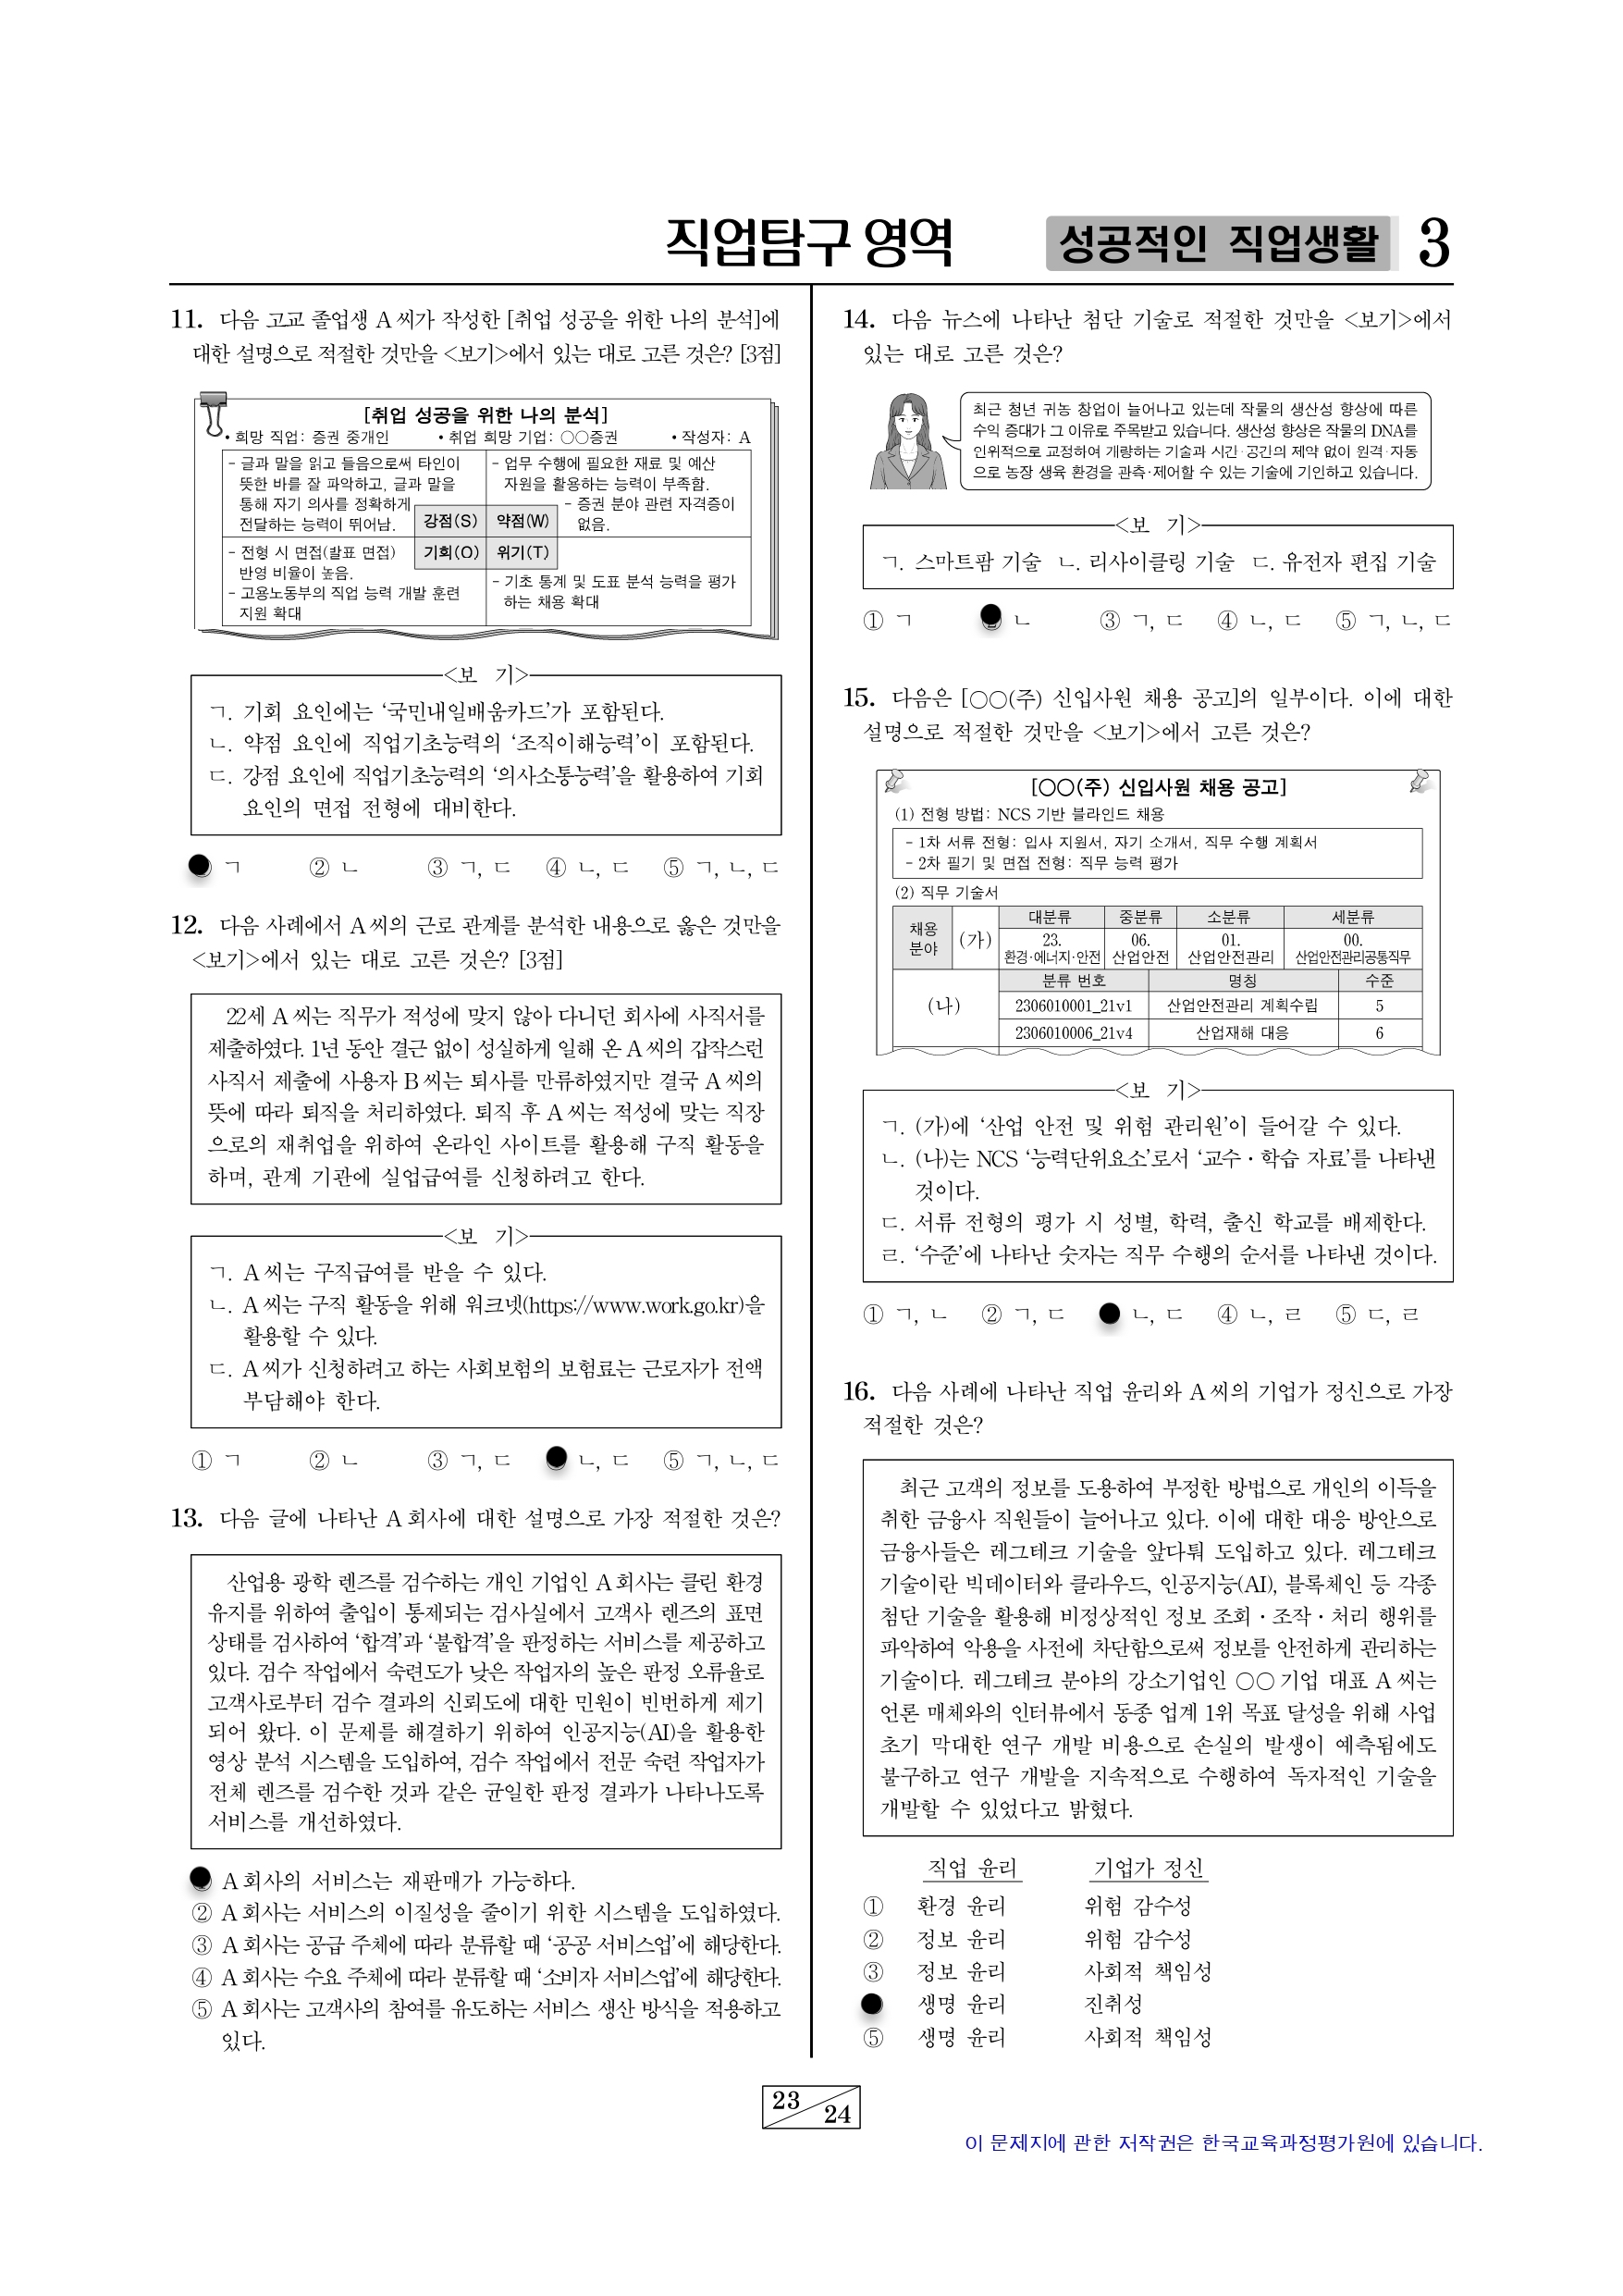 직업탐구 영역
성공적인 직업생활
3
11. 다음 고교 졸업생 A 씨가 작성한 [취업 성공을 위한 나의 분석]에
대한 설명으로 적절한 것만을 <보기>에서 있는 대로 고른 것은? [3점]
[취업 성공을 위한 나의 분석]
• 희망 직업: 증권 중개인 • 취업 희망 기업: ○○증권 • 작성자: A
- 글과 말을 읽고 들음으로써 타인이
뜻한 바를 잘 파악하고, 글과 말을
통해 자기 의사를 정확하게
전달하는 능력이 뛰어남.
- 업무 수행에 필요한 재료 및 예산
자원을 활용하는 능력이 부족함.
- 증권 분야 관련 자격증이
없음.
강점(S) 약점(W)
기회(O) 위기(T)
- 전형 시 면접(발표 면접)
반영 비율이 높음.
- 고용노동부의 직업 능력 개발 훈련
지원 확대
- 기초 통계 및 도표 분석 능력을 평가
하는 채용 확대
<보 기>
ㄱ. 기회 요인에는 ‘국민내일배움카드’가 포함된다.
ㄴ. 약점 요인에 직업기초능력의 ‘조직이해능력’이 포함된다.
ㄷ. 강점 요인에 직업기초능력의 ‘의사소통능력’을 활용하여 기회
요인의 면접 전형에 대비한다.
ㄱ ② ㄴ ③ ㄱ, ㄷ ④ ㄴ, ㄷ ⑤ ㄱ, ㄴ, ㄷ
12. 다음 사례에서 A 씨의 근로 관계를 분석한 내용으로 옳은 것만을
<보기>에서 있는 대로 고른 것은? [3점]
22세 A 씨는 직무가 적성에 맞지 않아 다니던 회사에 사직서를
제출하였다. 1년 동안 결근 없이 성실하게 일해 온 A 씨의 갑작스런
사직서 제출에 사용자 B 씨는 퇴사를 만류하였지만 결국 A 씨의
뜻에 따라 퇴직을 처리하였다. 퇴직 후 A 씨는 적성에 맞는 직장
으로의 재취업을 위하여 온라인 사이트를 활용해 구직 활동을
하며, 관계 기관에 실업급여를 신청하려고 한다.
<보 기>
ㄱ. A 씨는 구직급여를 받을 수 있다.
ㄴ. A 씨는 구직 활동을 위해 워크넷(https://www.work.go.kr)을
활용할 수 있다.
ㄷ. A 씨가 신청하려고 하는 사회보험의 보험료는 근로자가 전액
부담해야 한다.
① ㄱ ② ㄴ ③ ㄱ, ㄷ ㄴ, ㄷ ⑤ ㄱ, ㄴ, ㄷ
13. 다음 글에 나타난 A 회사에 대한 설명으로 가장 적절한 것은?
산업용 광학 렌즈를 검수하는 개인 기업인 A 회사는 클린 환경
유지를 위하여 출입이 통제되는 검사실에서 고객사 렌즈의 표면
상태를 검사하여 ‘합격’과 ‘불합격’을 판정하는 서비스를 제공하고
있다. 검수 작업에서 숙련도가 낮은 작업자의 높은 판정 오류율로
고객사로부터 검수 결과의 신뢰도에 대한 민원이 빈번하게 제기
되어 왔다. 이 문제를 해결하기 위하여 인공지능(AI)을 활용한
영상 분석 시스템을 도입하여, 검수 작업에서 전문 숙련 작업자가
전체 렌즈를 검수한 것과 같은 균일한 판정 결과가 나타나도록
서비스를 개선하였다.
A 회사의 서비스는 재판매가 가능하다.
② A 회사는 서비스의 이질성을 줄이기 위한 시스템을 도입하였다.
③ A 회사는 공급 주체에 따라 분류할 때 ‘공공 서비스업’에 해당한다.
④ A 회사는 수요 주체에 따라 분류할 때 ‘소비자 서비스업’에 해당한다.
⑤ A 회사는 고객사의 참여를 유도하는 서비스 생산 방식을 적용하고
있다.
14. 다음 뉴스에 나타난 첨단 기술로 적절한 것만을 <보기>에서
있는 대로 고른 것은?
최근 청년 귀농 창업이 늘어나고 있는데 작물의 생산성 향상에 따른
수익 증대가 그 이유로 주목받고 있습니다. 생산성 향상은 작물의 DNA를
인위적으로 교정하여 개량하는 기술과 시간·공간의 제약 없이 원격·자동
으로 농장 생육 환경을 관측·제어할 수 있는 기술에 기인하고 있습니다.
<보 기>
ㄱ. 스마트팜 기술 ㄴ. 리사이클링 기술 ㄷ. 유전자 편집 기술
① ㄱ ㄴ ③ ㄱ, ㄷ ④ ㄴ, ㄷ ⑤ ㄱ, ㄴ, ㄷ
15. 다음은 [○○(주) 신입사원 채용 공고]의 일부이다. 이에 대한
설명으로 적절한 것만을 <보기>에서 고른 것은?
[○○(주) 신입사원 채용 공고]
(1) 전형 방법: NCS 기반 블라인드 채용
- 1차 서류 전형: 입사 지원서, 자기 소개서, 직무 수행 계획서
- 2차 필기 및 면접 전형: 직무 능력 평가
(2) 직무 기술서
채용 분야 (가) 대분류 중분류 소분류 세분류
23. 06. 01. 00.
환경·에너지·안전 산업안전 산업안전관리 산업안전관리공통직무
(나) 분류 번호 명칭 수준
2306010001_21v1 산업안전관리 계획수립 5
2306010006_21v4 산업재해 대응 6
<보 기>
ㄱ. (가)에 ‘산업 안전 및 위험 관리원’이 들어갈 수 있다.
ㄴ. (나)는 NCS ‘능력단위요소’로서 ‘교수·학습 자료’를 나타낸
것이다.
ㄷ. 서류 전형의 평가 시 성별, 학력, 출신 학교를 배제한다.
ㄹ. ‘수준’에 나타난 숫자는 직무 수행의 순서를 나타낸 것이다.
① ㄱ, ㄴ ② ㄱ, ㄷ ㄴ, ㄷ ④ ㄴ, ㄹ ⑤ ㄷ, ㄹ
16. 다음 사례에 나타난 직업 윤리와 A 씨의 기업가 정신으로 가장
적절한 것은?
최근 고객의 정보를 도용하여 부정한 방법으로 개인의 이득을
취한 금융사 직원들이 늘어나고 있다. 이에 대한 대응 방안으로
금융사들은 레그테크 기술을 앞다퉈 도입하고 있다. 레그테크
기술이란 빅데이터와 클라우드, 인공지능(AI), 블록체인 등 각종
첨단 기술을 활용해 비정상적인 정보 조회·조작·처리 행위를
파악하여 악용을 사전에 차단함으로써 정보를 안전하게 관리하는
기술이다. 레그테크 분야의 강소기업인 ○○ 기업 대표 A 씨는
언론 매체와의 인터뷰에서 동종 업계 1위 목표 달성을 위해 사업
초기 막대한 연구 개발 비용으로 손실의 발생이 예측됨에도
불구하고 연구 개발을 지속적으로 수행하여 독자적인 기술을
개발할 수 있었다고 밝혔다.
직업 윤리 기업가 정신
① 환경 윤리 위험 감수성
② 정보 윤리 위험 감수성
③ 정보 윤리 사회적 책임성
생명 윤리 진취성
⑤ 생명 윤리 사회적 책임성
23
24
이 문제지에 관한 저작권은 한국교육과정평가원에 있습니다.